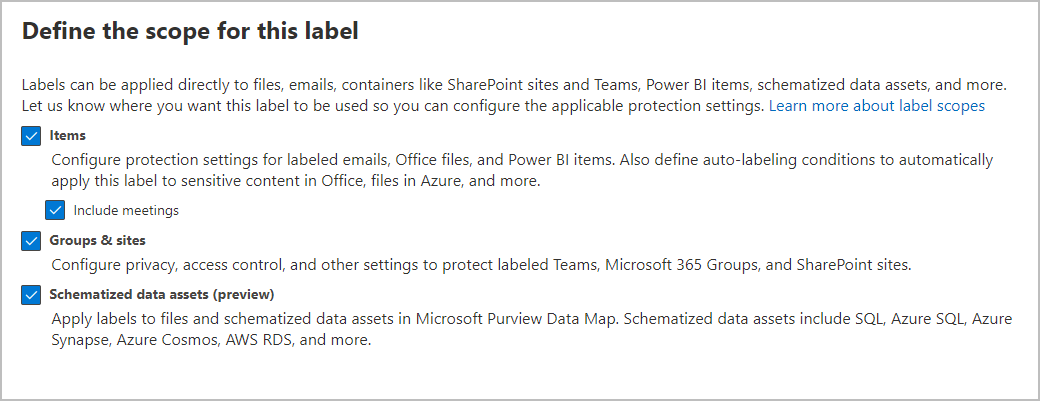 Define the scope for this label
Labels can be applied directly to files, emails, containers like SharePoint sites and Teams, Power BI items, schematized data assets, and more.
Let us know where you want this label to be used so you can configure the applicable protection settings. Learn more about label scopes
Items
Configure protection settings for labeled emails, Office files, and Power BI items. Also define auto-labeling conditions to automatically
apply this label to sensitive content in Office, files in Azure, and more.
Include meetings
Groups & sites
Configure privacy, access control, and other settings to protect labeled Teams, Microsoft 365 Groups, and SharePoint sites.
Schematized data assets (preview)
Apply labels to files and schematized data assets in Microsoft Purview Data Map. Schematized data assets include SQL, Azure SQL, Azure
Synapse, Azure Cosmos, AWS RDS, and more.